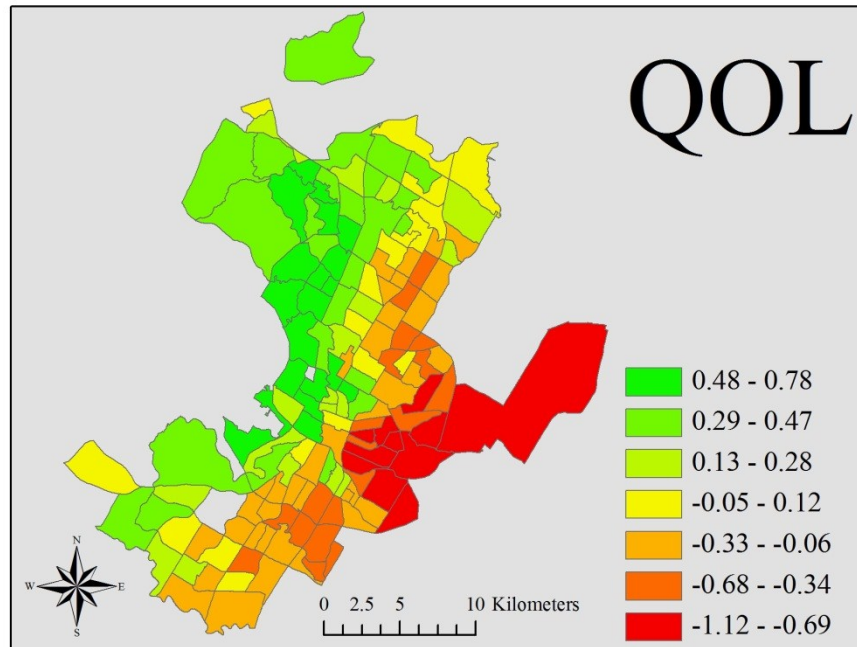 QOL
0.48 - 0.78
0.29 - 0.47
0.13 - 0.28
-0.05 - 0.12
-0.33 - -0.06
-0.68 - -0.34
-1.12 - -0.69
N
W E
S
0 2.5 5 10 Kilometers